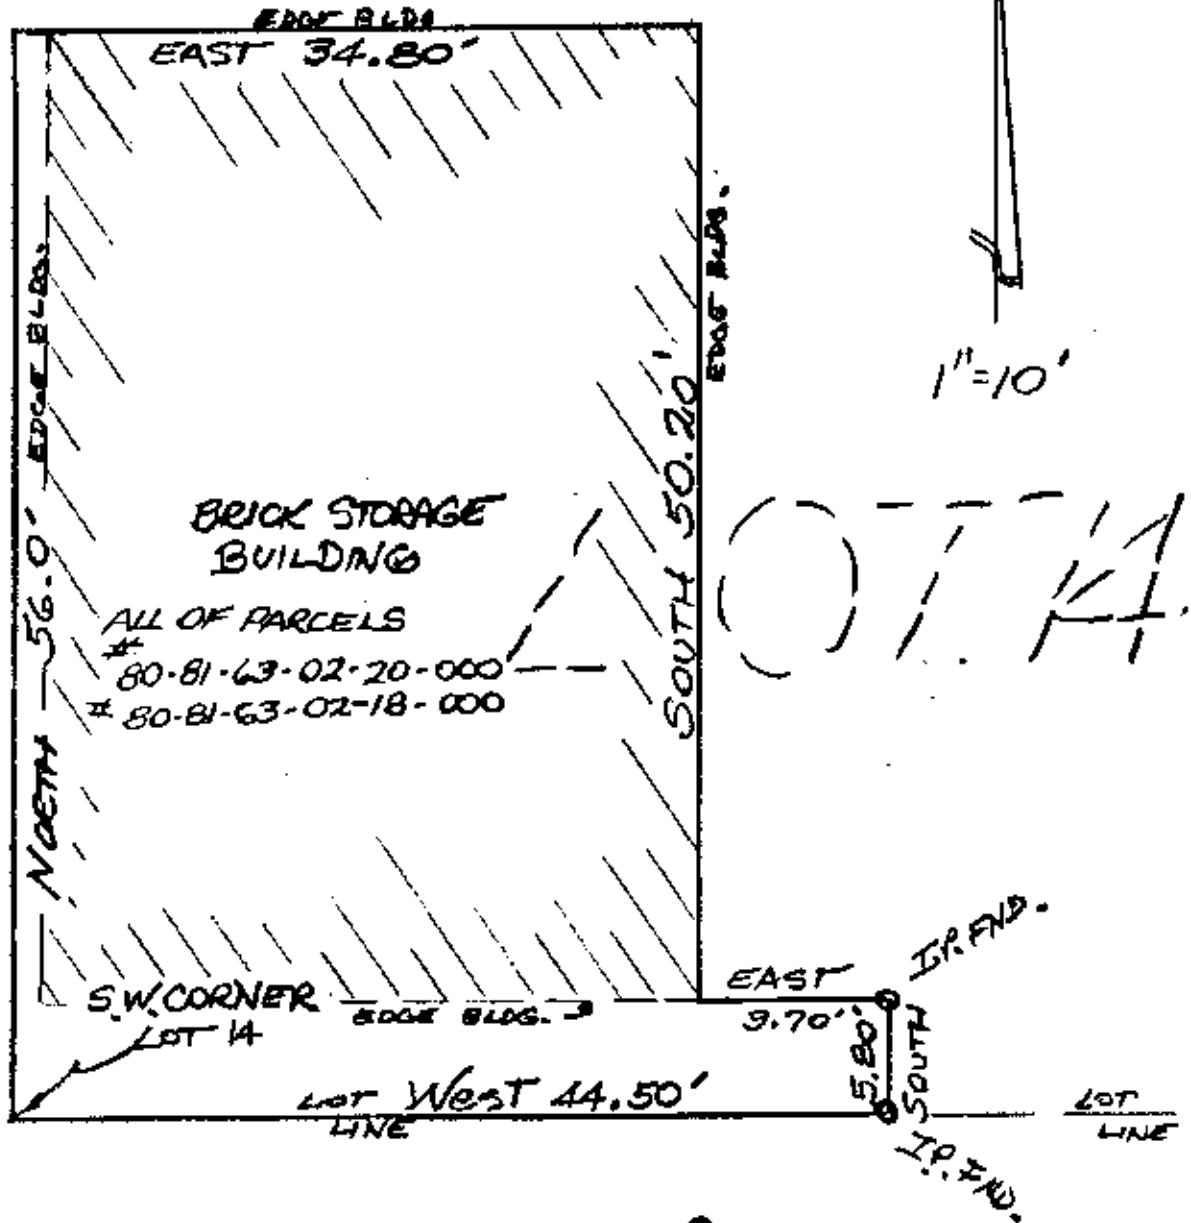 EDGE BLDG
EAST 34.80'
EDGE BLDG.
NORTH 56.0'
EDGE BLDG.
SOUTH 50.20'
1"=10'
BRICK STORAGE
BUILDING
ALL OF PARCELS
# 80-81-63-02-20-000
# 80-81-63-02-18-000
LOT 14
I.P. FND.
EAST
9.70'
5.80'
SOUTH
S.W. CORNER
LOT 14
EDGE BLDG.
LOT West 44.50'
LINE
LOT
LINE
I.P. FND.